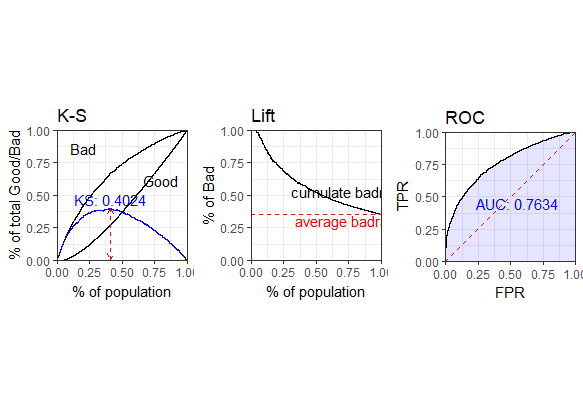 K-S
% of total Good/Bad
1.00
0.75
0.50
0.25
0.00
Bad
Good
KS: 0.4024
0.00 0.25 0.50 0.75 1.00
% of population
Lift
% of Bad
1.00
0.75
0.50
0.25
0.00
cumulate badr
average badr
0.00 0.25 0.50 0.75 1.00
% of population
ROC
TPR
1.00
0.75
0.50
0.25
0.00
AUC: 0.7634
0.00 0.25 0.50 0.75 1.00
FPR